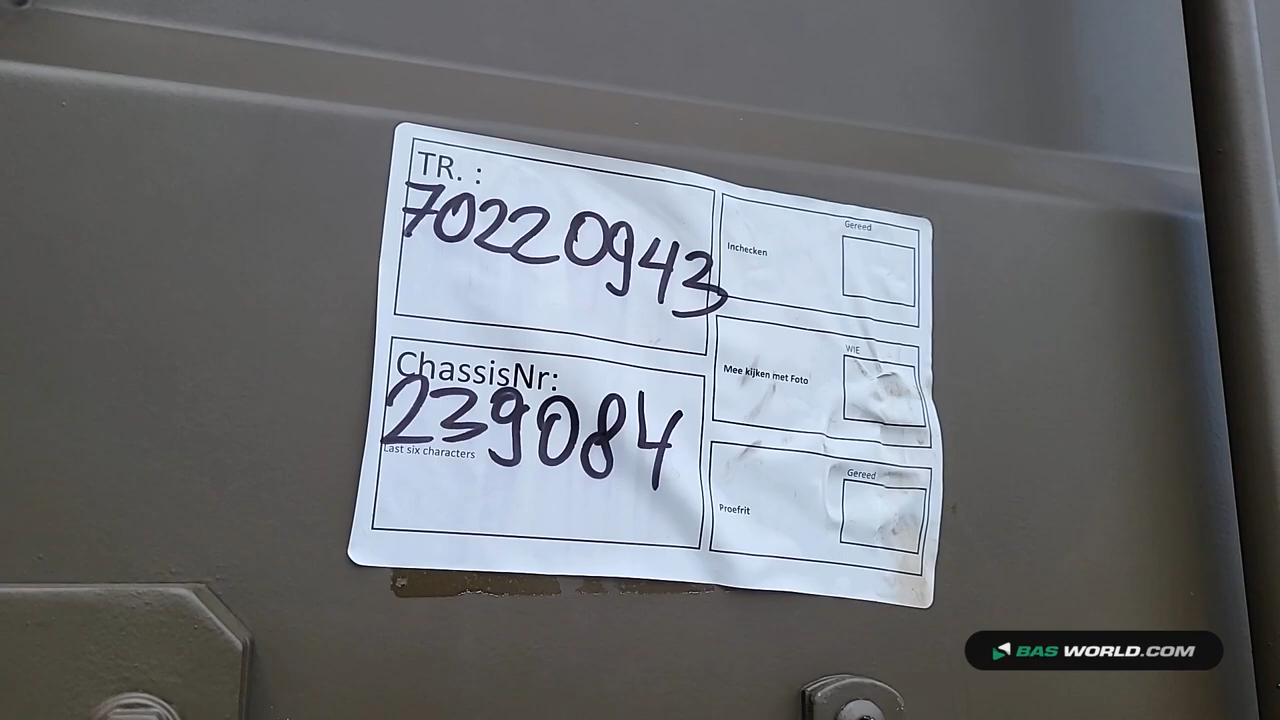 TR. :
70220943
ChassisNr:
239084
Last six characters
Gereed
Inchecken
WIE
Mee kijken met Foto
Gereed
Proefrit
BAS WORLD.COM